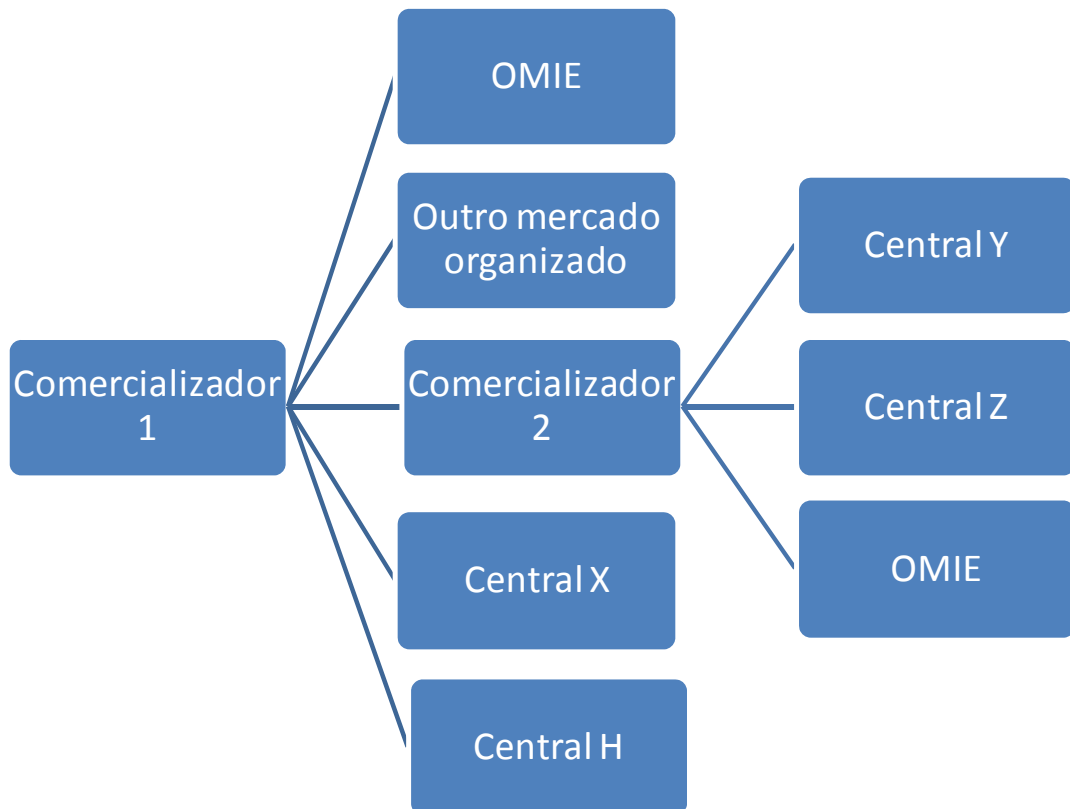 OMIE
Outro mercado
organizado
Comercializador
1
Comercializador
2
Central X
Central H
Central Y
Central Z
OMIE